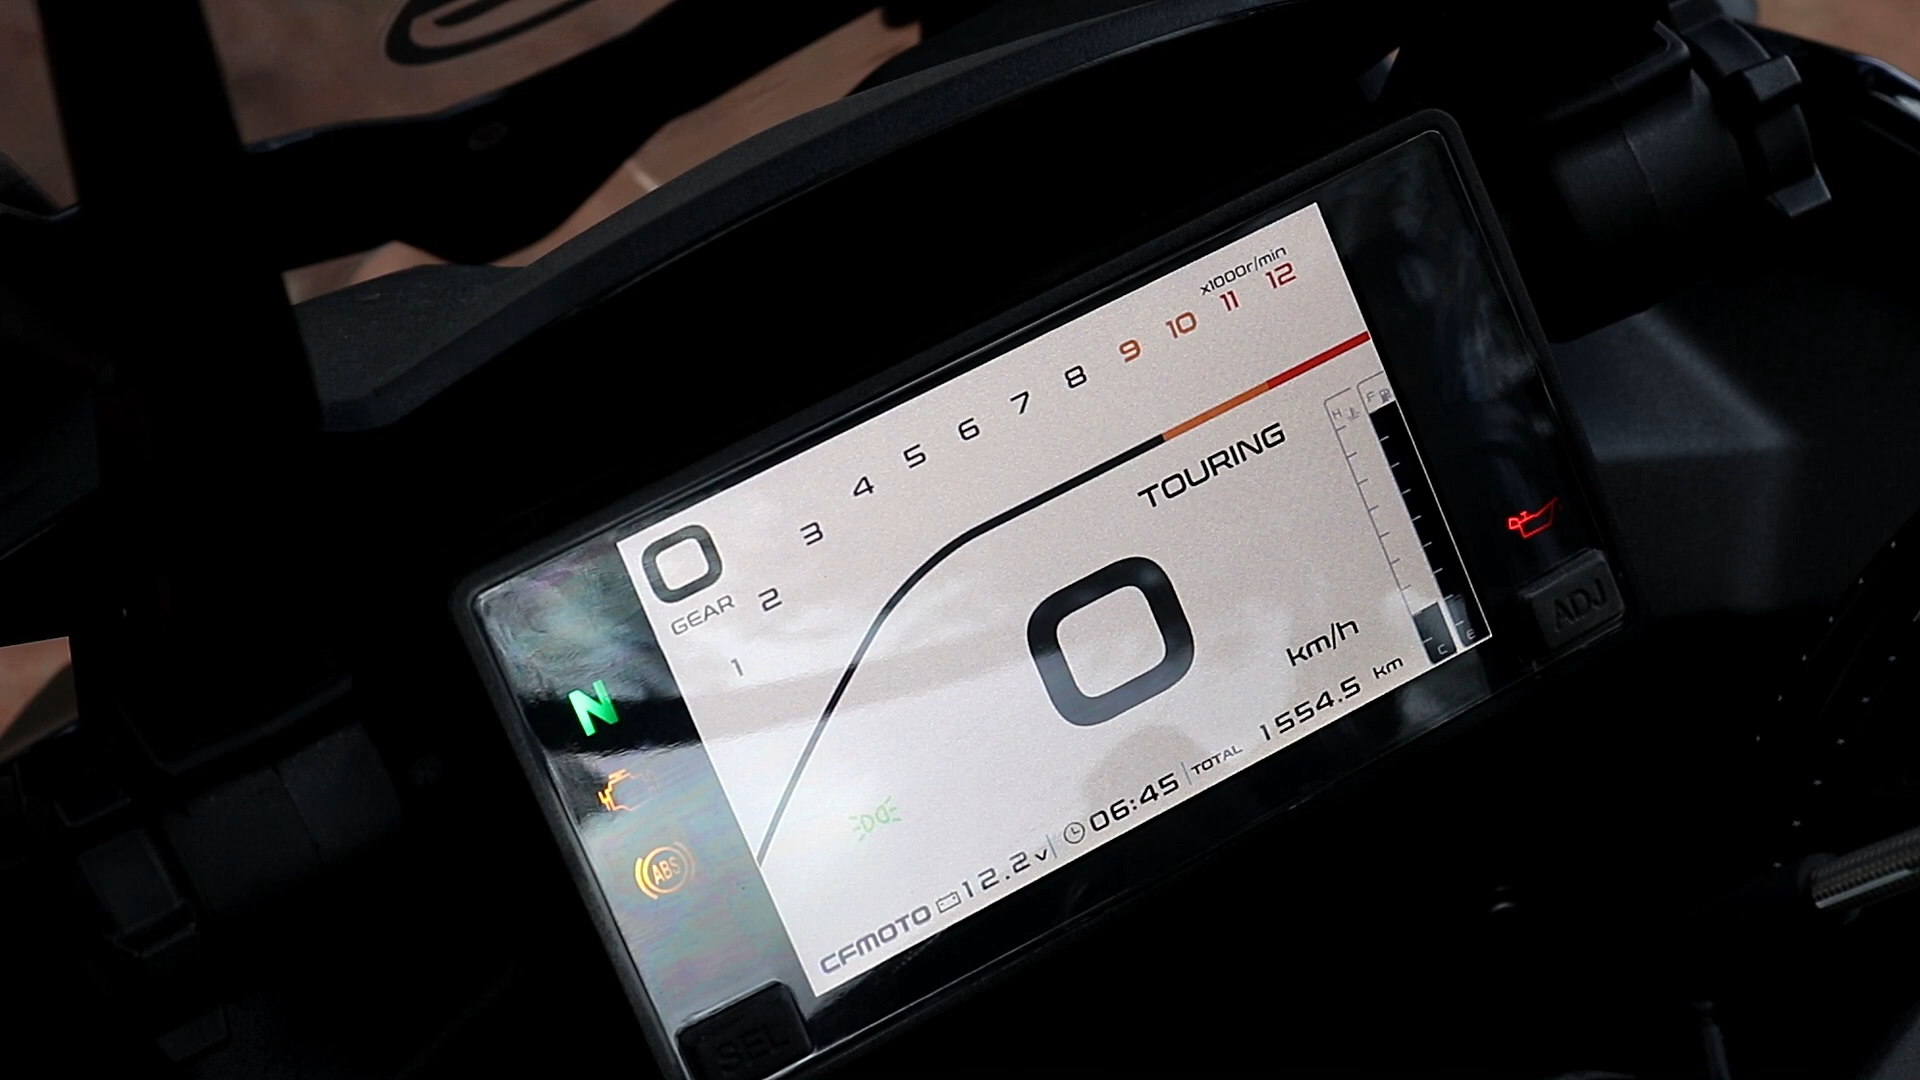 x1000r/min
1 2 3 4 5 6 7 8 9 10 11 12
0
GEAR
TOURING
H F
0
km/h
C E
CFMOTO 12.2v 06:45 TOTAL 1554.5 km
N
ABS
SEL
ADJ